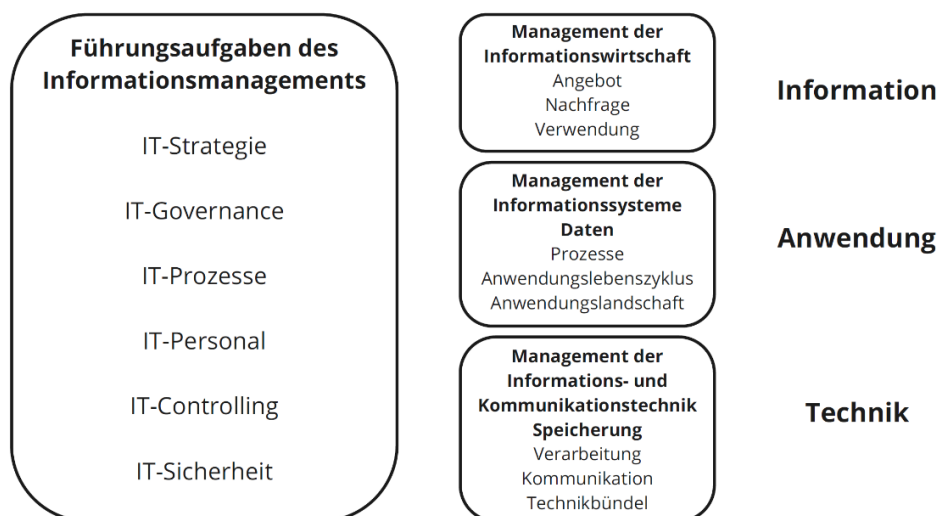 Führungsaufgaben des
Informationsmanagements
IT-Strategie
IT-Governance
IT-Prozesse
IT-Personal
IT-Controlling
IT-Sicherheit
Management der
Informationswirtschaft
Angebot
Nachfrage
Verwendung
Information
Management der
Informationssysteme
Daten
Prozesse
Anwendungslebenszyklus
Anwendungslandschaft
Anwendung
Management der
Informations- und
Kommunikationstechnik
Speicherung
Verarbeitung
Kommunikation
Technikbündel
Technik